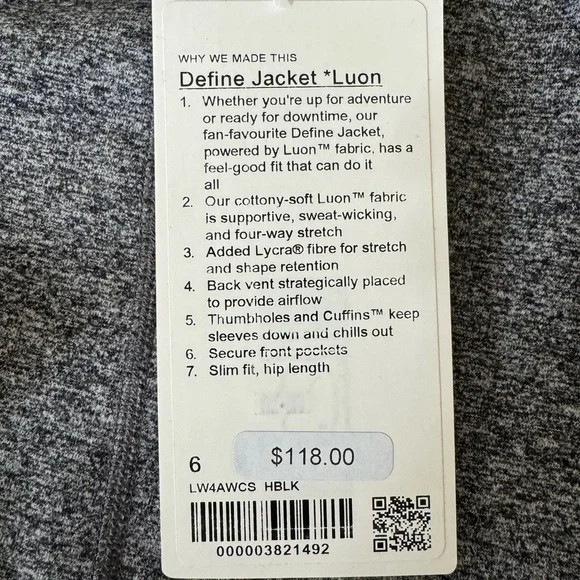 WHY WE MADE THIS
Define Jacket *Luon
1. Whether you're up for adventure
or ready for downtime, our
fan-favourite Define Jacket,
powered by Luon™ fabric, has a
feel-good fit that can do it
all
2. Our cottony-soft Luon™ fabric
is supportive, sweat-wicking,
and four-way stretch
3. Added Lycra® fibre for stretch
and shape retention
4. Back vent strategically placed
to provide airflow
5. Thumbholes and Cuffins™ keep
sleeves down and chills out
6. Secure front pockets
7. Slim fit, hip length
6 $118.00
LW4AWCS HBLK
000003821492